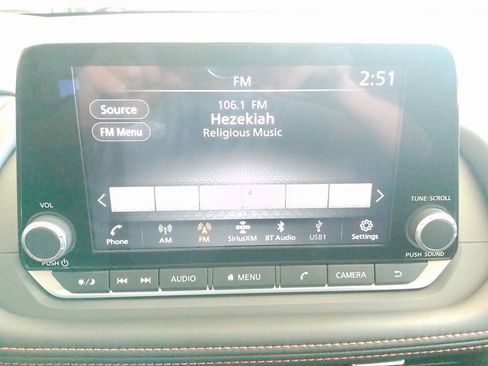 FM
2:51
Source
106.1 FM
Hezekiah
FM Menu
Religious Music
4
VOL
TUNE·SCROLL
Phone
AM
FM
SiriusXM
BT Audio
USB1
Settings
PUSH
PUSH SOUND
AUDIO
MENU
CAMERA